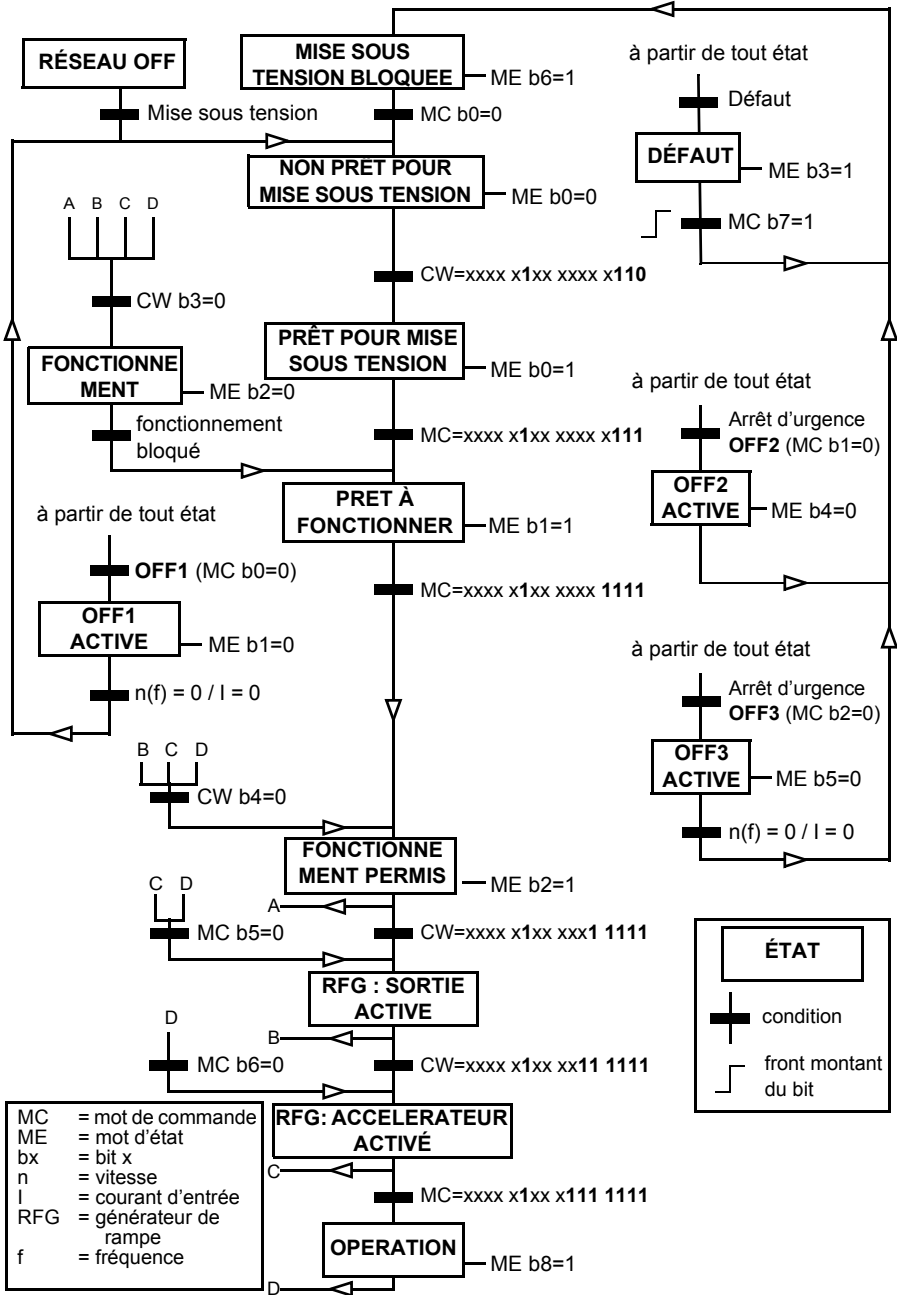 MISE SOUS
TENSION BLOQUEE
ME b6=1
RÉSEAU OFF
Mise sous tension
MC b0=0
à partir de tout état
Défaut
DÉFAUT
ME b3=1
MC b7=1
NON PRÊT POUR
MISE SOUS TENSION
ME b0=0
A B C D
CW b3=0
CW=xxxx x1xx xxxx x110
FONCTIONNE
MENT
ME b2=0
fonctionnement
bloqué
PRÊT POUR MISE
SOUS TENSION
ME b0=1
MC=xxxx x1xx xxxx x111
à partir de tout état
Arrêt d'urgence
OFF2 (MC b1=0)
OFF2
ACTIVE
ME b4=0
PRET À
FONCTIONNER
ME b1=1
à partir de tout état
OFF1 (MC b0=0)
OFF1
ACTIVE
ME b1=0
n(f) = 0 / I = 0
MC=xxxx x1xx xxxx 1111
à partir de tout état
Arrêt d'urgence
OFF3 (MC b2=0)
OFF3
ACTIVE
ME b5=0
n(f) = 0 / I = 0
B C D
CW b4=0
FONCTIONNE
MENT PERMIS
ME b2=1
A
C D
MC b5=0
CW=xxxx x1xx xxx1 1111
RFG : SORTIE
ACTIVE
B
D
MC b6=0
CW=xxxx x1xx xx11 1111
RFG: ACCELERATEUR
ACTIVÉ
C
MC=xxxx x1xx x111 1111
OPERATION
ME b8=1
D
ÉTAT
condition
front montant
du bit
MC = mot de commande
ME = mot d'état
bx = bit x
n = vitesse
I = courant d'entrée
RFG = générateur de
rampe
f = fréquence